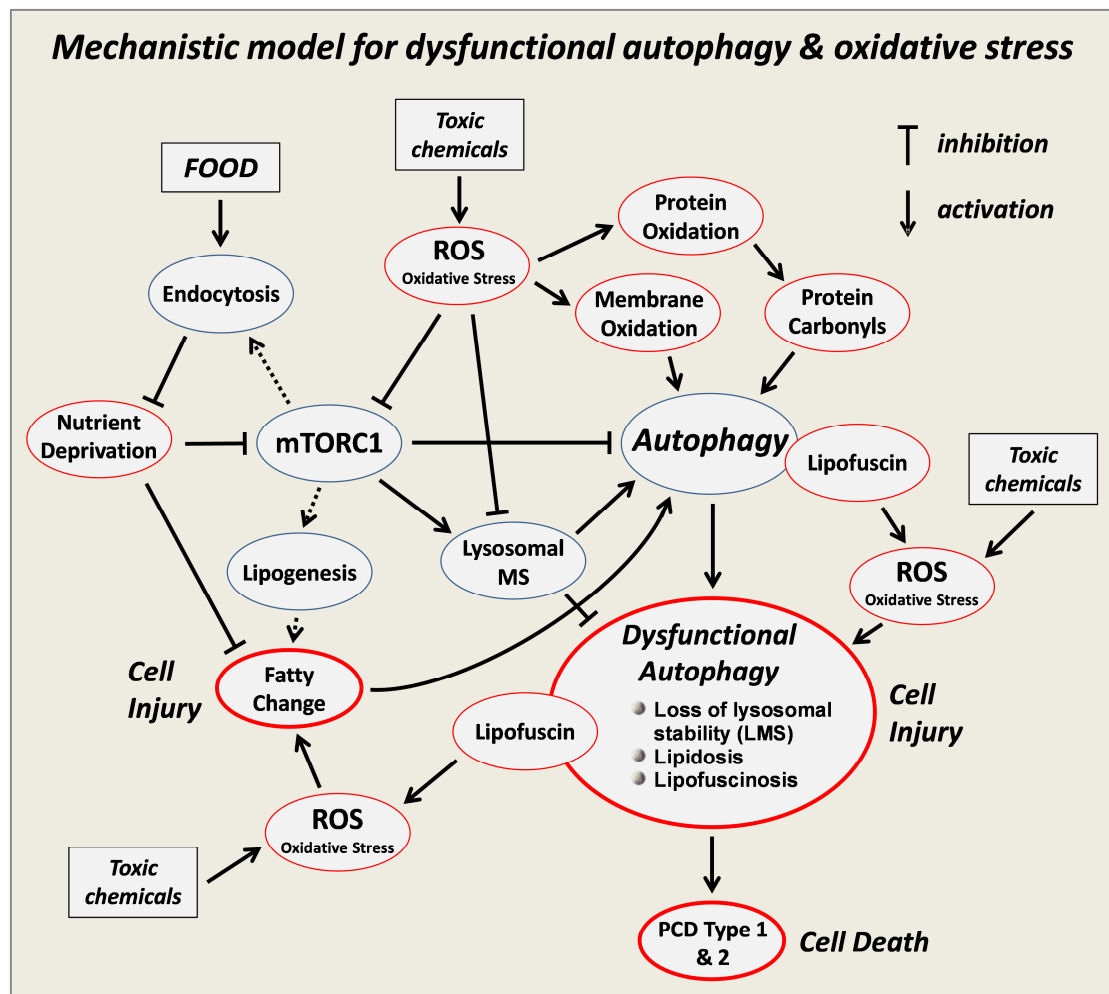 Mechanistic model for dysfunctional autophagy & oxidative stress
Toxic
chemicals
inhibition
FOOD
activation
Protein
Oxidation
ROS
Oxidative Stress
Endocytosis
Membrane
Oxidation
Protein
Carbonyls
Nutrient
Deprivation
mTORC1
Autophagy
Lipofuscin
Toxic
chemicals
Lysosomal
MS
Lipogenesis
ROS
Oxidative Stress
Dysfunctional
Autophagy
Loss of lysosomal
stability (LMS)
Lipidosis
Lipofuscinosis
Cell
Injury
Fatty
Change
Cell
Injury
Lipofuscin
ROS
Oxidative Stress
Toxic
chemicals
PCD Type 1
& 2
Cell Death